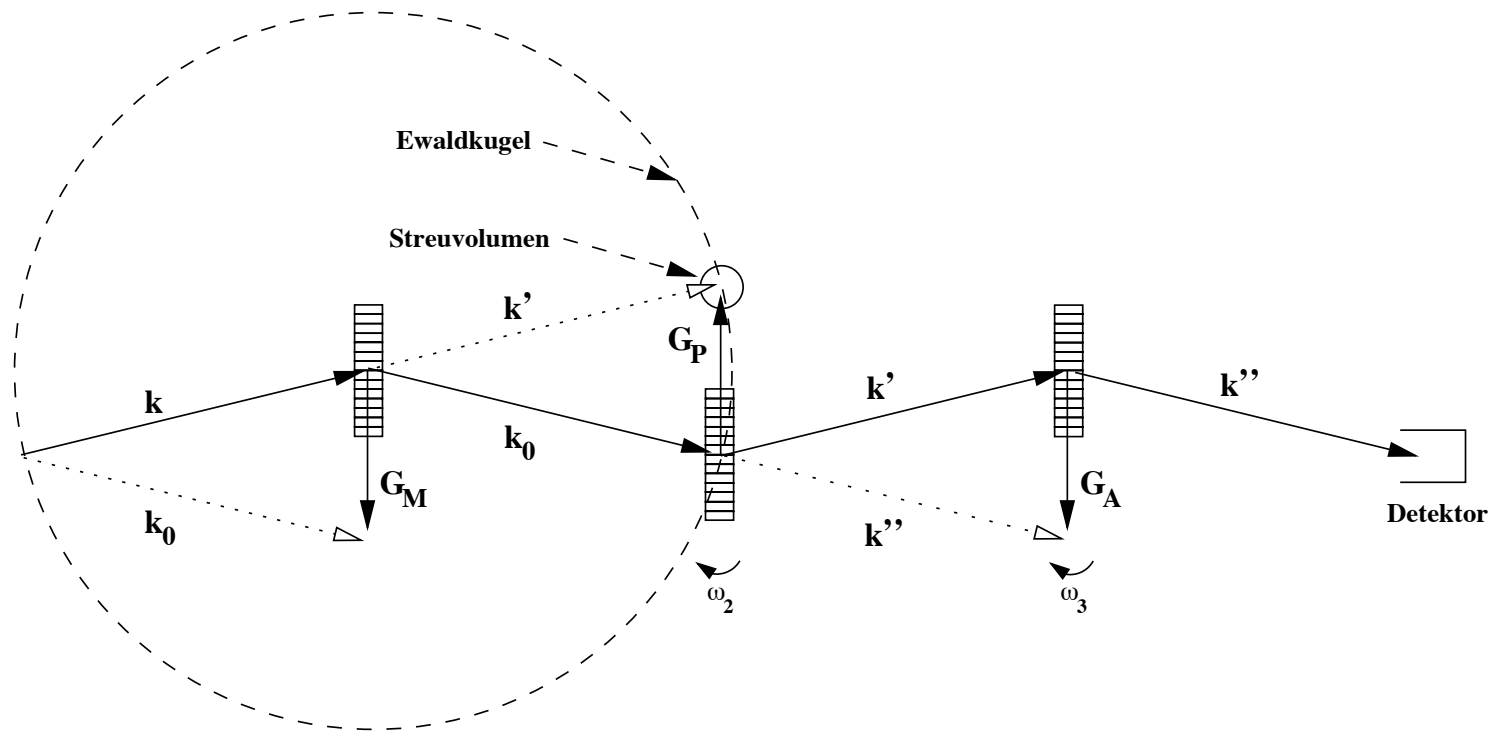 Ewaldkugel
Streuvolumen
k’
G_P
k
k’
k’’
k_0
G_M
G_A
k_0
k’’
Detektor
ω_2
ω_3